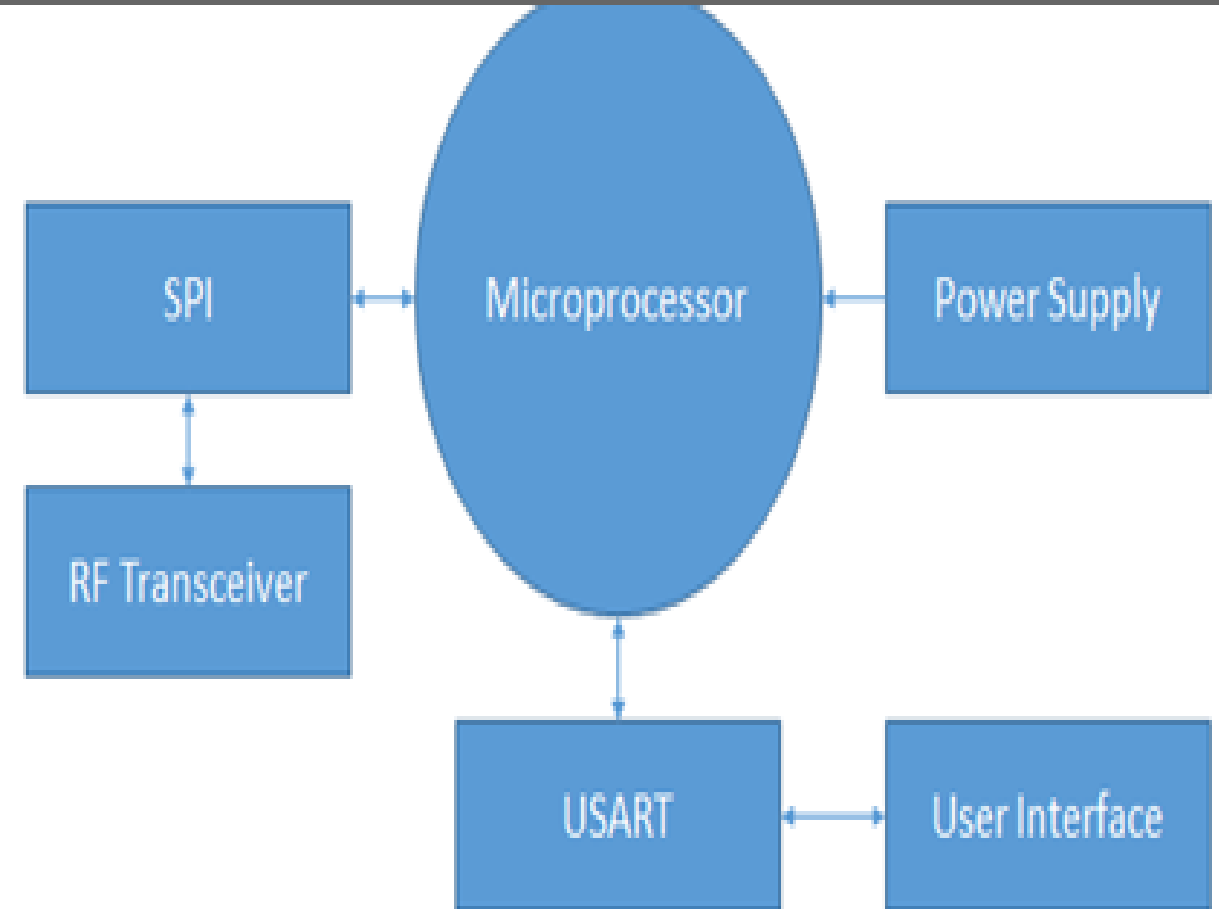 SPI
Microprocessor
Power Supply
RF Transceiver
USART
User Interface